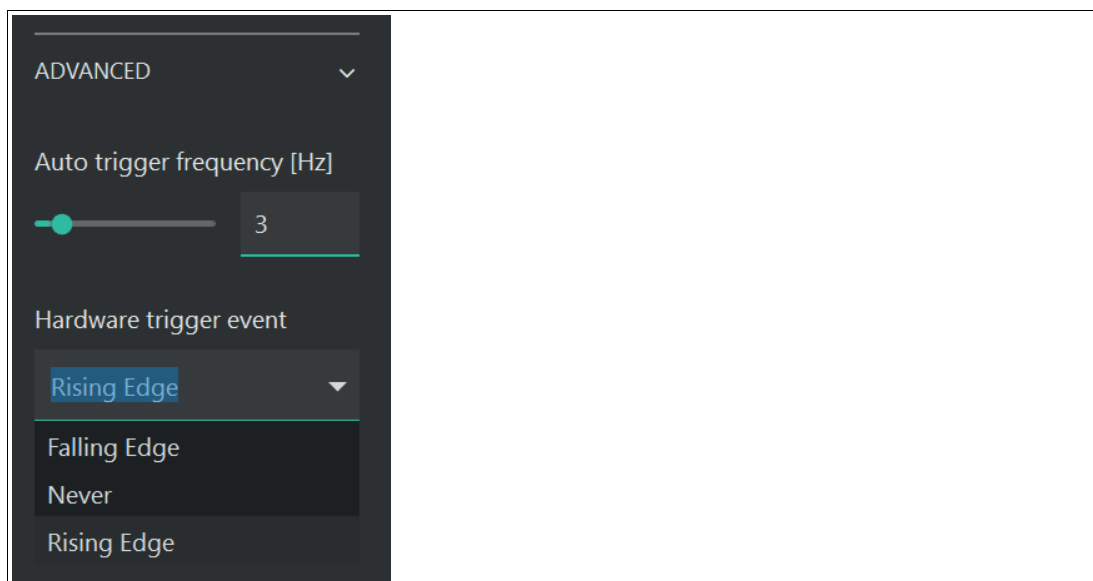 ADVANCED
Auto trigger frequency [Hz]
3
Hardware trigger event
Rising Edge
Falling Edge
Never
Rising Edge